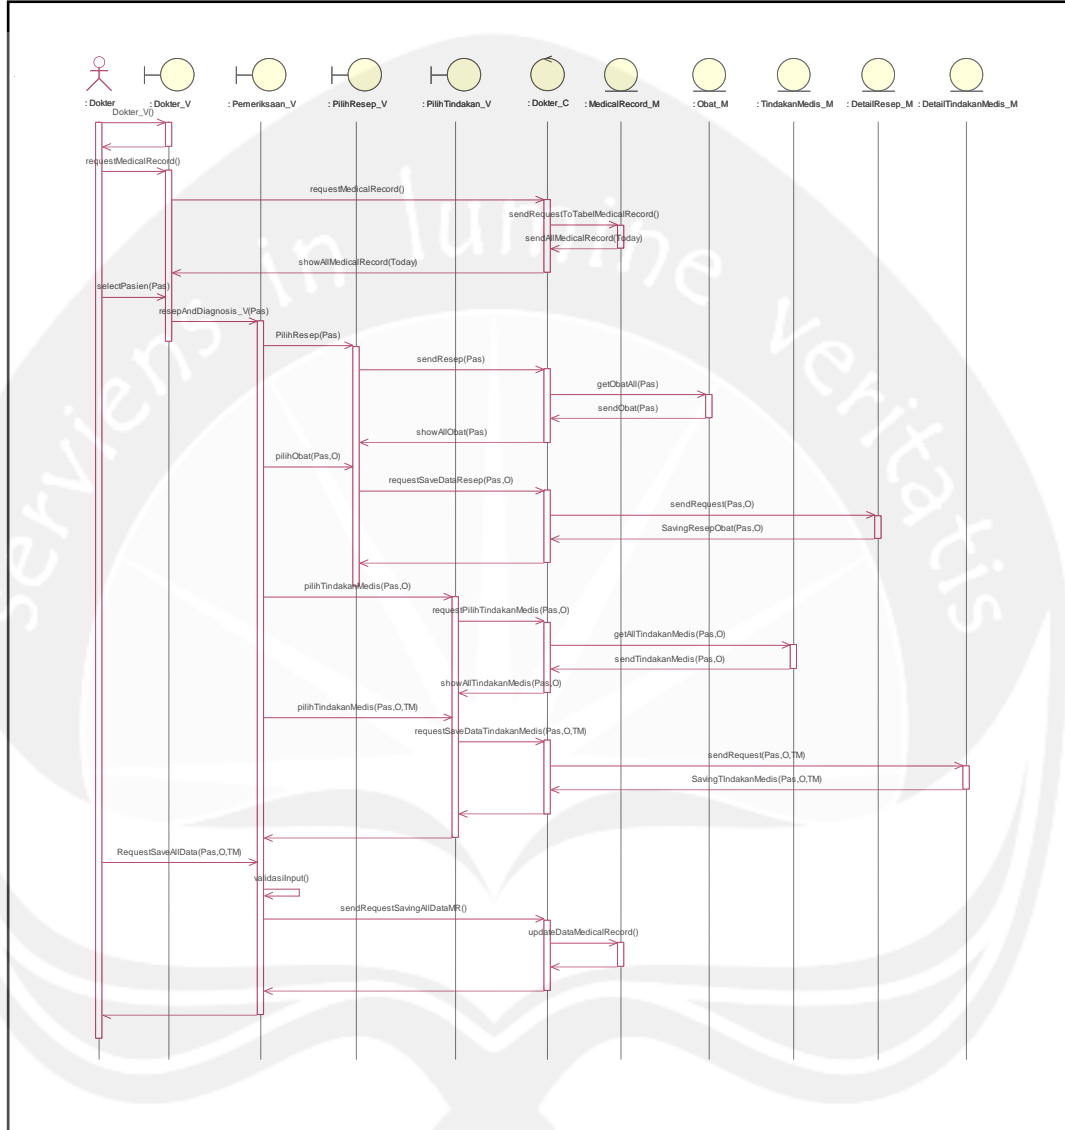 : Dokter
: Dokter_V
: Pemeriksaan_V
: PilihResep_V
: PilihTindakan_V
: Dokter_C
: MedicalRecord_M
: Obat_M
: TindakanMedis_M
: DetailResep_M
: DetailTindakanMedis_M
Dokter_V()
requestMedicalRecord()
requestMedicalRecord()
sendRequestToTabelMedicalRecord()
sendAllMedicalRecord(Today)
showAllMedicalRecord(Today)
selectPasien(Pas)
resepAndDiagnosis_V(Pas)
PilihResep(Pas)
sendResep(Pas)
getObatAll(Pas)
sendObat(Pas)
showAllObat(Pas)
pilihObat(Pas,O)
requestSaveDataResep(Pas,O)
sendRequest(Pas,O)
SavingResepObat(Pas,O)
pilihTindakanMedis(Pas,O)
requestPilihTindakanMedis(Pas,O)
getAllTindakanMedis(Pas,O)
sendTindakanMedis(Pas,O)
showAllTindakanMedis(Pas,O)
pilihTindakanMedis(Pas,O,TM)
requestSaveDataTindakanMedis(Pas,O,TM)
sendRequest(Pas,O,TM)
SavingTIndakanMedis(Pas,O,TM)
RequestSaveAllData(Pas,O,TM)
validasiInput()
sendRequestSavingAllDataMR()
updateDataMedicalRecord()
serviens in lumine veritatis